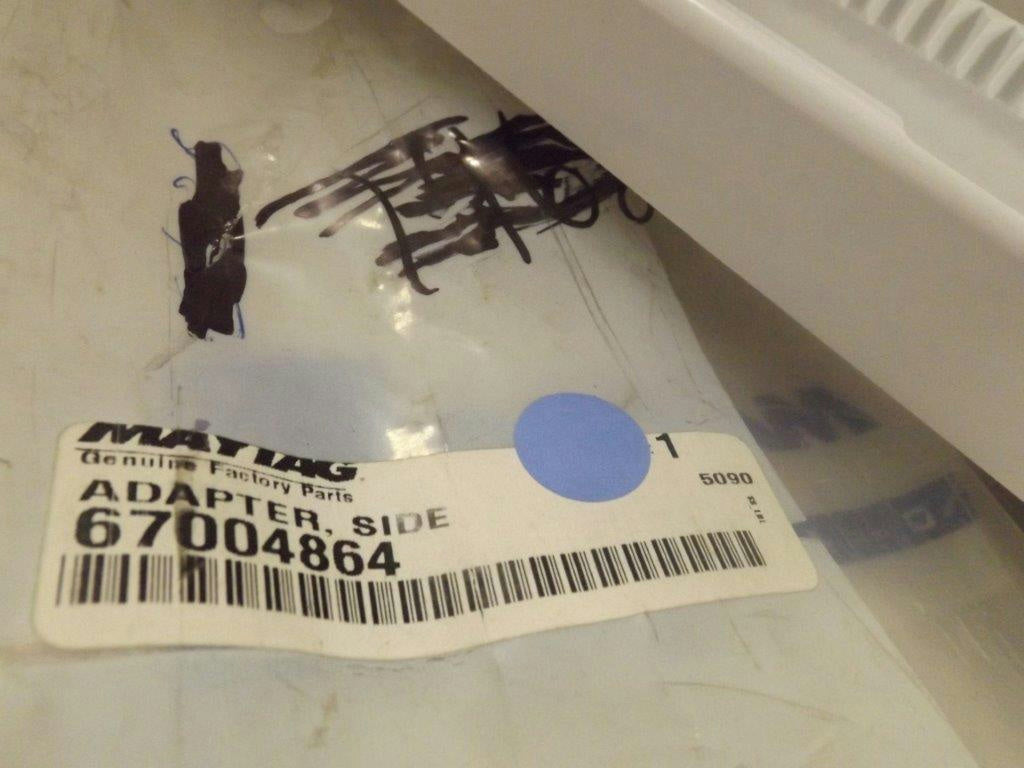 MAYTAG
Genuine Factory Parts
ADAPTER, SIDE
67004864
1
5090